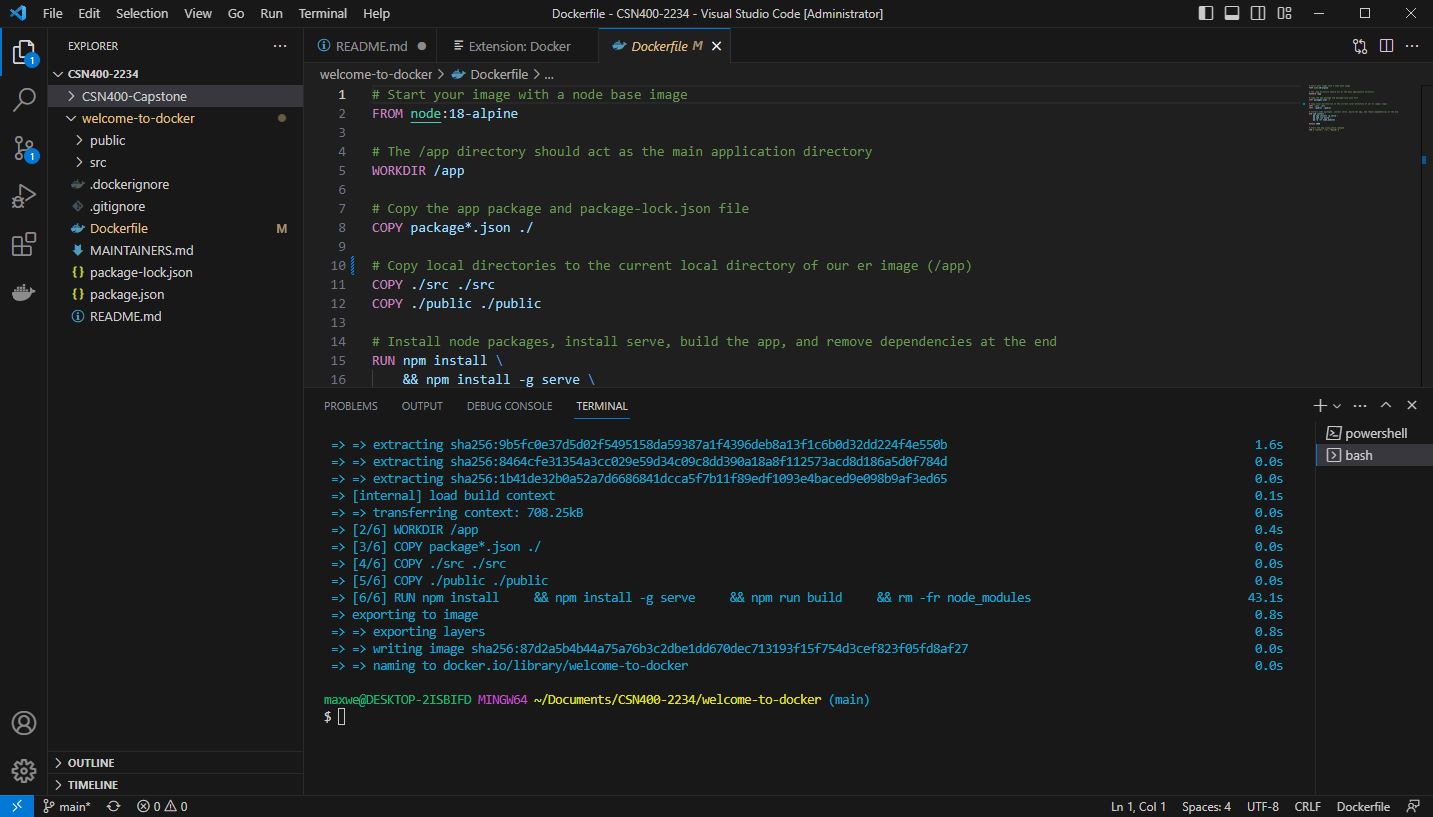 File Edit Selection View Go Run Terminal Help
Dockerfile - CSN400-2234 - Visual Studio Code [Administrator]
EXPLORER
CSN400-2234
CSN400-Capstone
welcome-to-docker
public
src
.dockerignore
.gitignore
Dockerfile M
MAINTAINERS.md
package-lock.json
package.json
README.md
OUTLINE
TIMELINE
1
1
README.md
Extension: Docker
Dockerfile M
welcome-to-docker > Dockerfile > ...
1 # Start your image with a node base image
2 FROM node:18-alpine
3
4 # The /app directory should act as the main application directory
5 WORKDIR /app
6
7 # Copy the app package and package-lock.json file
8 COPY package*.json ./
9
10 # Copy local directories to the current local directory of our er image (/app)
11 COPY ./src ./src
12 COPY ./public ./public
13
14 # Install node packages, install serve, build the app, and remove dependencies at the end
15 RUN npm install \
16 && npm install -g serve \
PROBLEMS OUTPUT DEBUG CONSOLE TERMINAL
=> => extracting sha256:9b5fc0e37d5d02f5495158da59387a1f4396deb8a13f1c6b0d32dd224f4e550b 1.6s
=> => extracting sha256:8464cfe31354a3cc029e59d34c09c8dd390a18a8f112573acd8d186a5d0f784d 0.0s
=> => extracting sha256:1b41de32b0a52a7d6686841dcca5f7b11f89edf1093e4baced9e098b9af3ed65 0.0s
=> [internal] load build context 0.1s
=> => transferring context: 708.25kB 0.0s
=> [2/6] WORKDIR /app 0.4s
=> [3/6] COPY package*.json ./ 0.0s
=> [4/6] COPY ./src ./src 0.0s
=> [5/6] COPY ./public ./public 0.0s
=> [6/6] RUN npm install && npm install -g serve && npm run build && rm -fr node_modules 43.1s
=> exporting to image 0.8s
=> => exporting layers 0.8s
=> => writing image sha256:87d2a5b4b44a75a76b3c2dbe1dd670dec713193f15f754d3cef823f05fd8af27 0.0s
=> => naming to docker.io/library/welcome-to-docker 0.0s
maxwe@DESKTOP-2ISBIFD MINGW64 ~/Documents/CSN400-2234/welcome-to-docker (main)
$
powershell
bash
main* 0 0
Ln 1, Col 1 Spaces: 4 UTF-8 CRLF Dockerfile